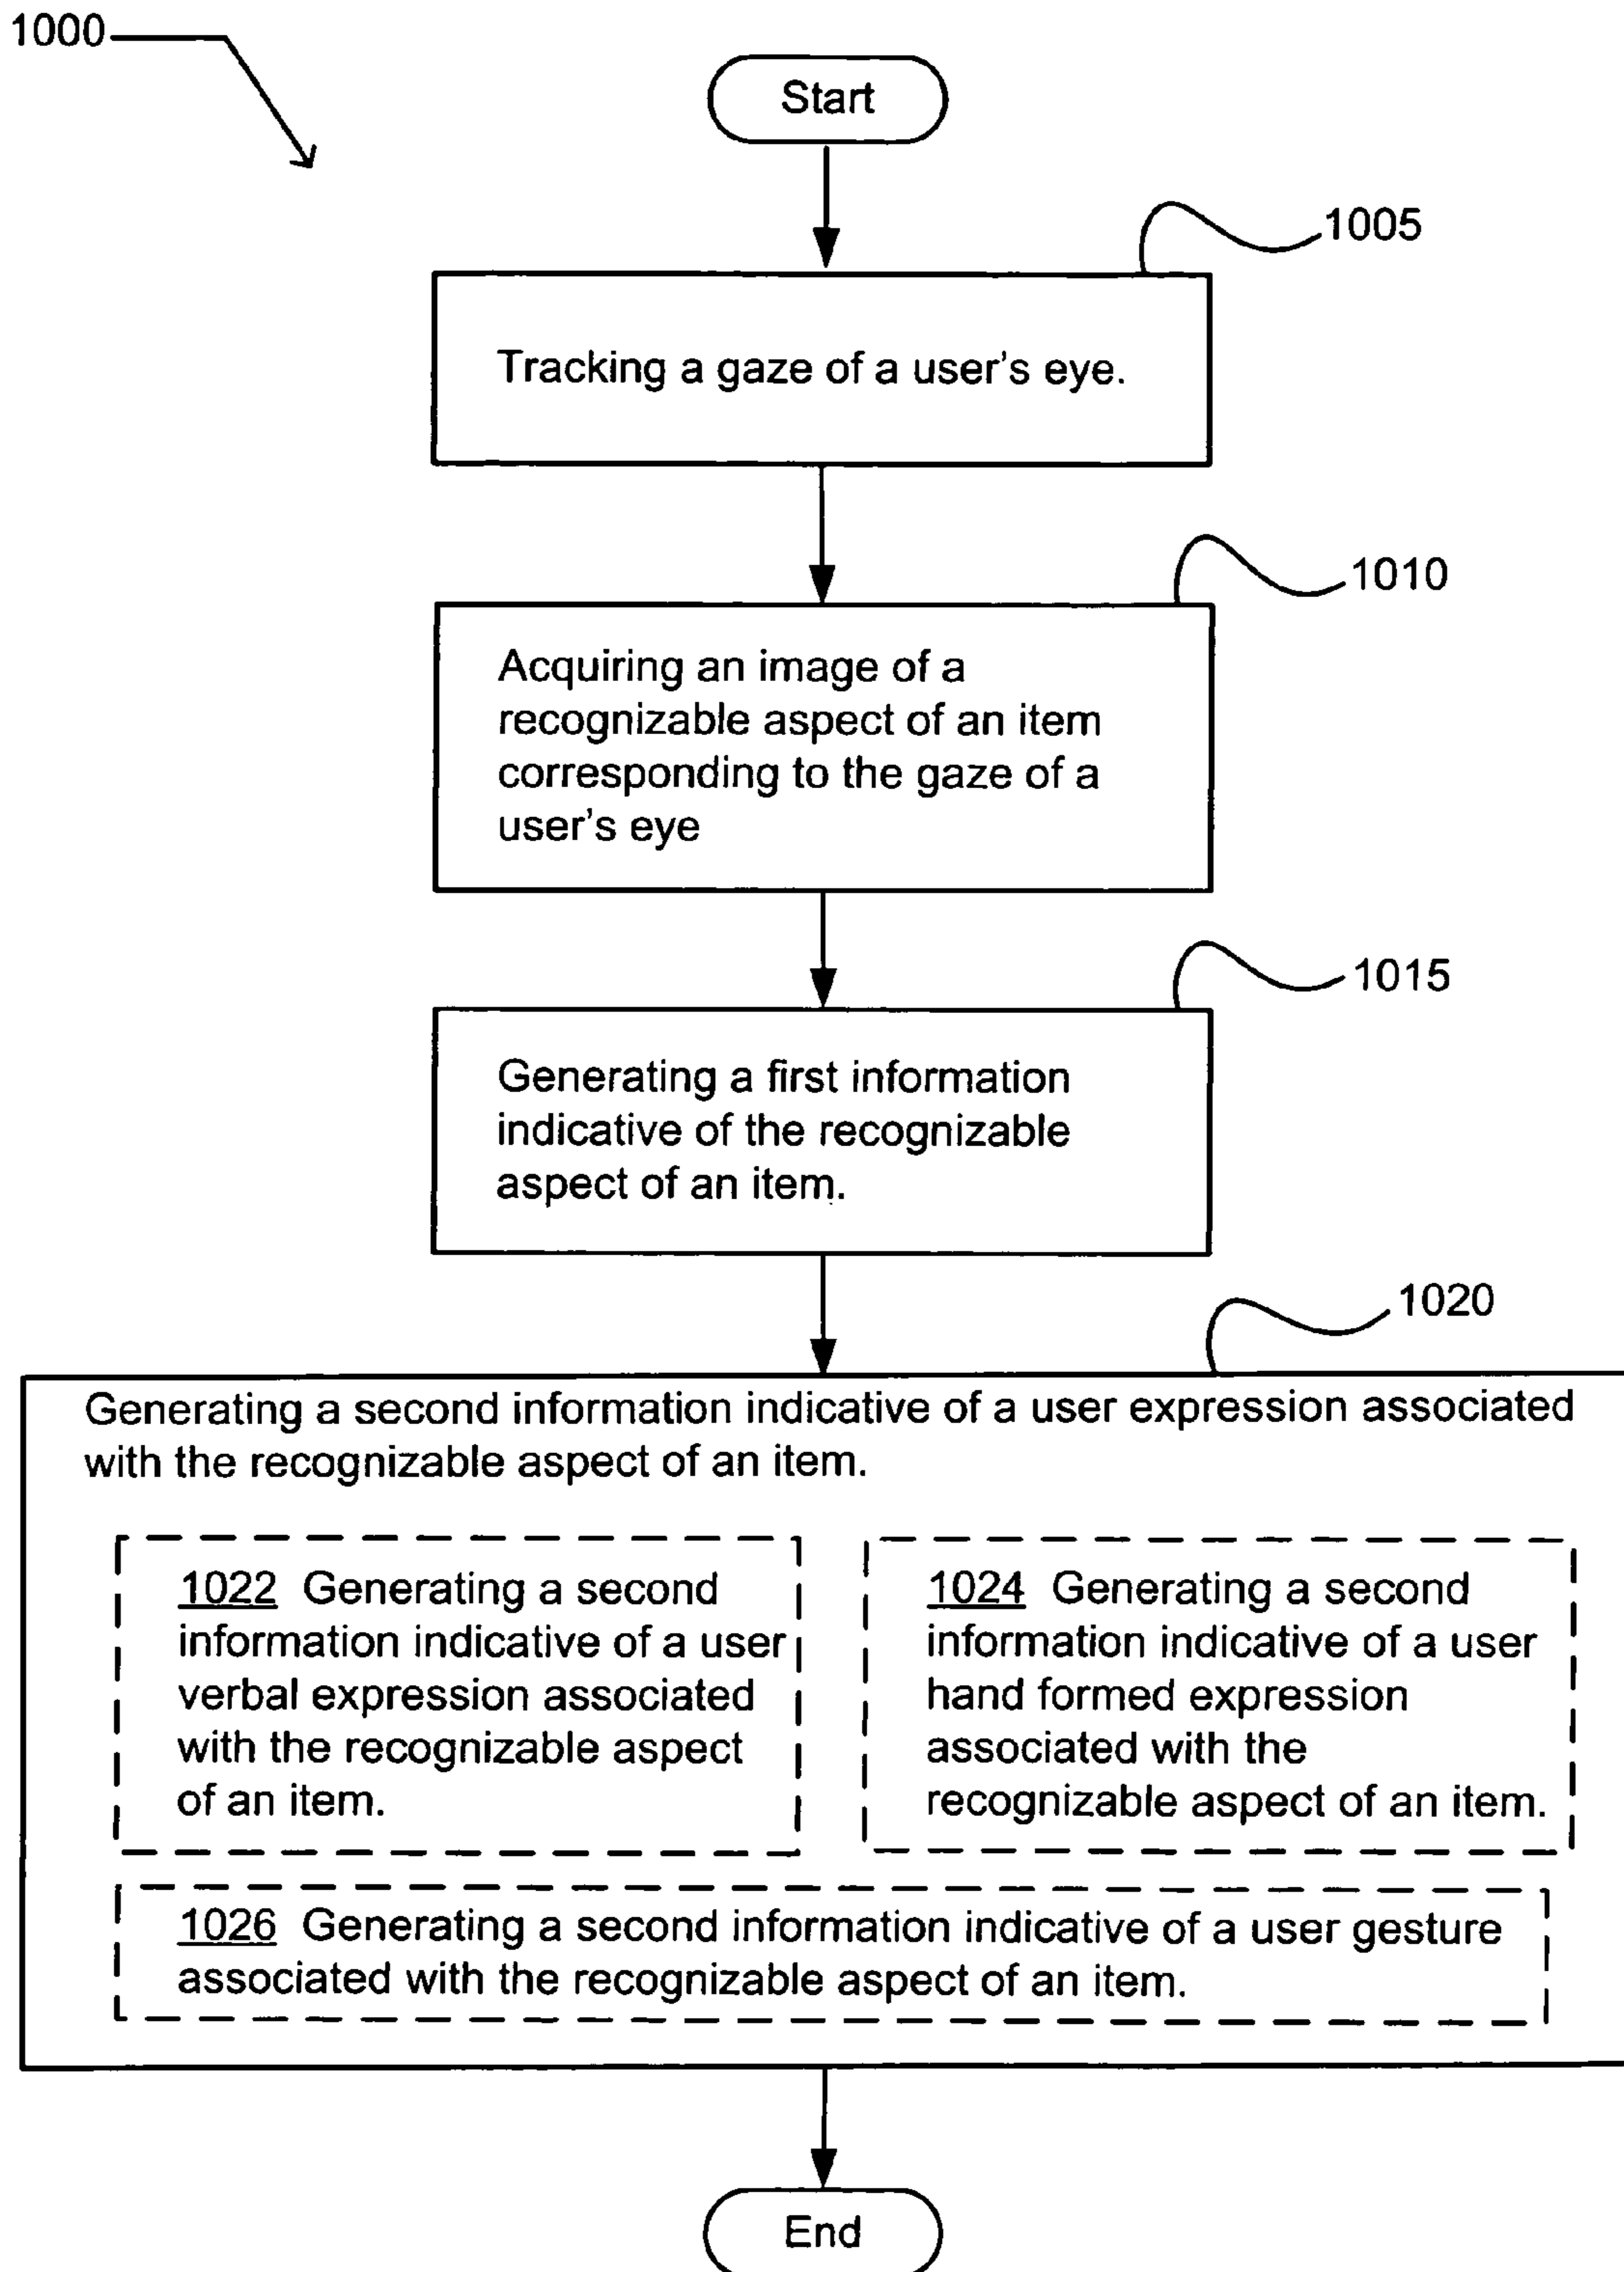 1000
Start
1005
Tracking a gaze of a user's eye.
1010
Acquiring an image of a
recognizable aspect of an item
corresponding to the gaze of a
user's eye
1015
Generating a first information
indicative of the recognizable
aspect of an item.
1020
Generating a second information indicative of a user expression associated
with the recognizable aspect of an item.
1022 Generating a second
information indicative of a user
verbal expression associated
with the recognizable aspect
of an item.
1024 Generating a second
information indicative of a user
hand formed expression
associated with the
recognizable aspect of an item.
1026 Generating a second information indicative of a user gesture
associated with the recognizable aspect of an item.
End